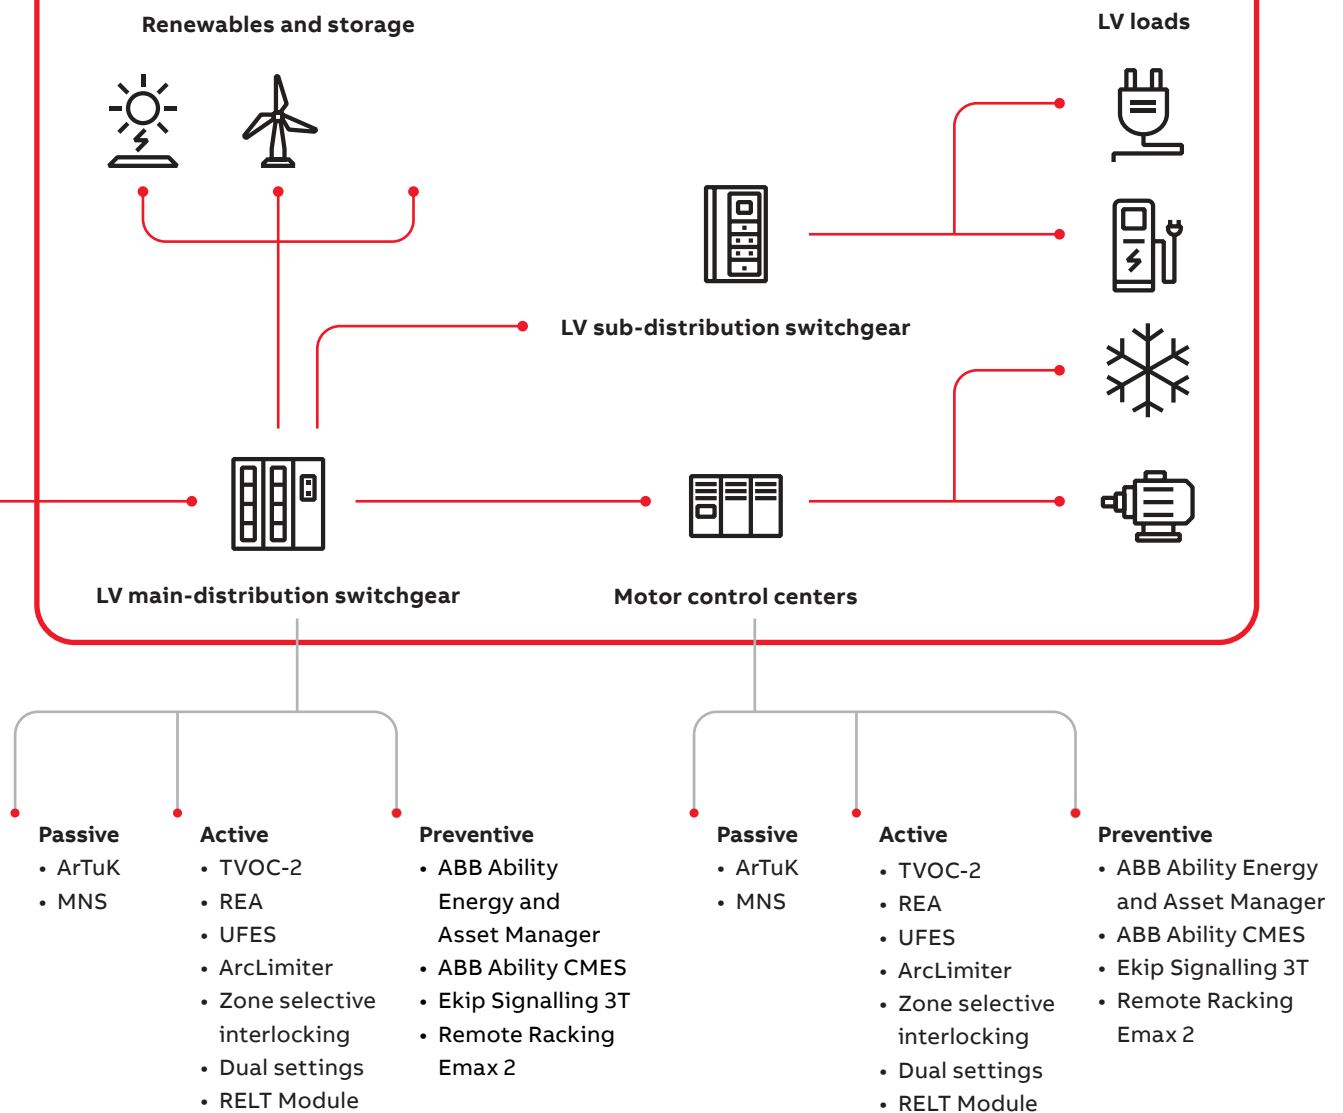 Renewables and storage
LV loads
LV sub-distribution switchgear
LV main-distribution switchgear
Motor control centers
Passive
• ArTuK
• MNS
Active
• TVOC-2
• REA
• UFES
• ArcLimiter
• Zone selective
interlocking
• Dual settings
• RELT Module
Preventive
• ABB Ability
Energy and
Asset Manager
• ABB Ability CMES
• Ekip Signalling 3T
• Remote Racking
Emax 2
Passive
• ArTuK
• MNS
Active
• TVOC-2
• REA
• UFES
• ArcLimiter
• Zone selective
interlocking
• Dual settings
• RELT Module
Preventive
• ABB Ability Energy
and Asset Manager
• ABB Ability CMES
• Ekip Signalling 3T
• Remote Racking
Emax 2